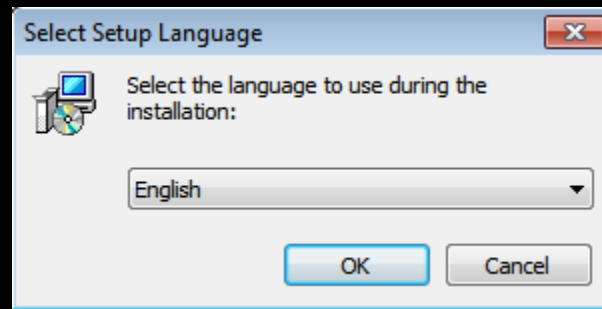 Select Setup Language
Select the language to use during the
installation:
English
OK
Cancel